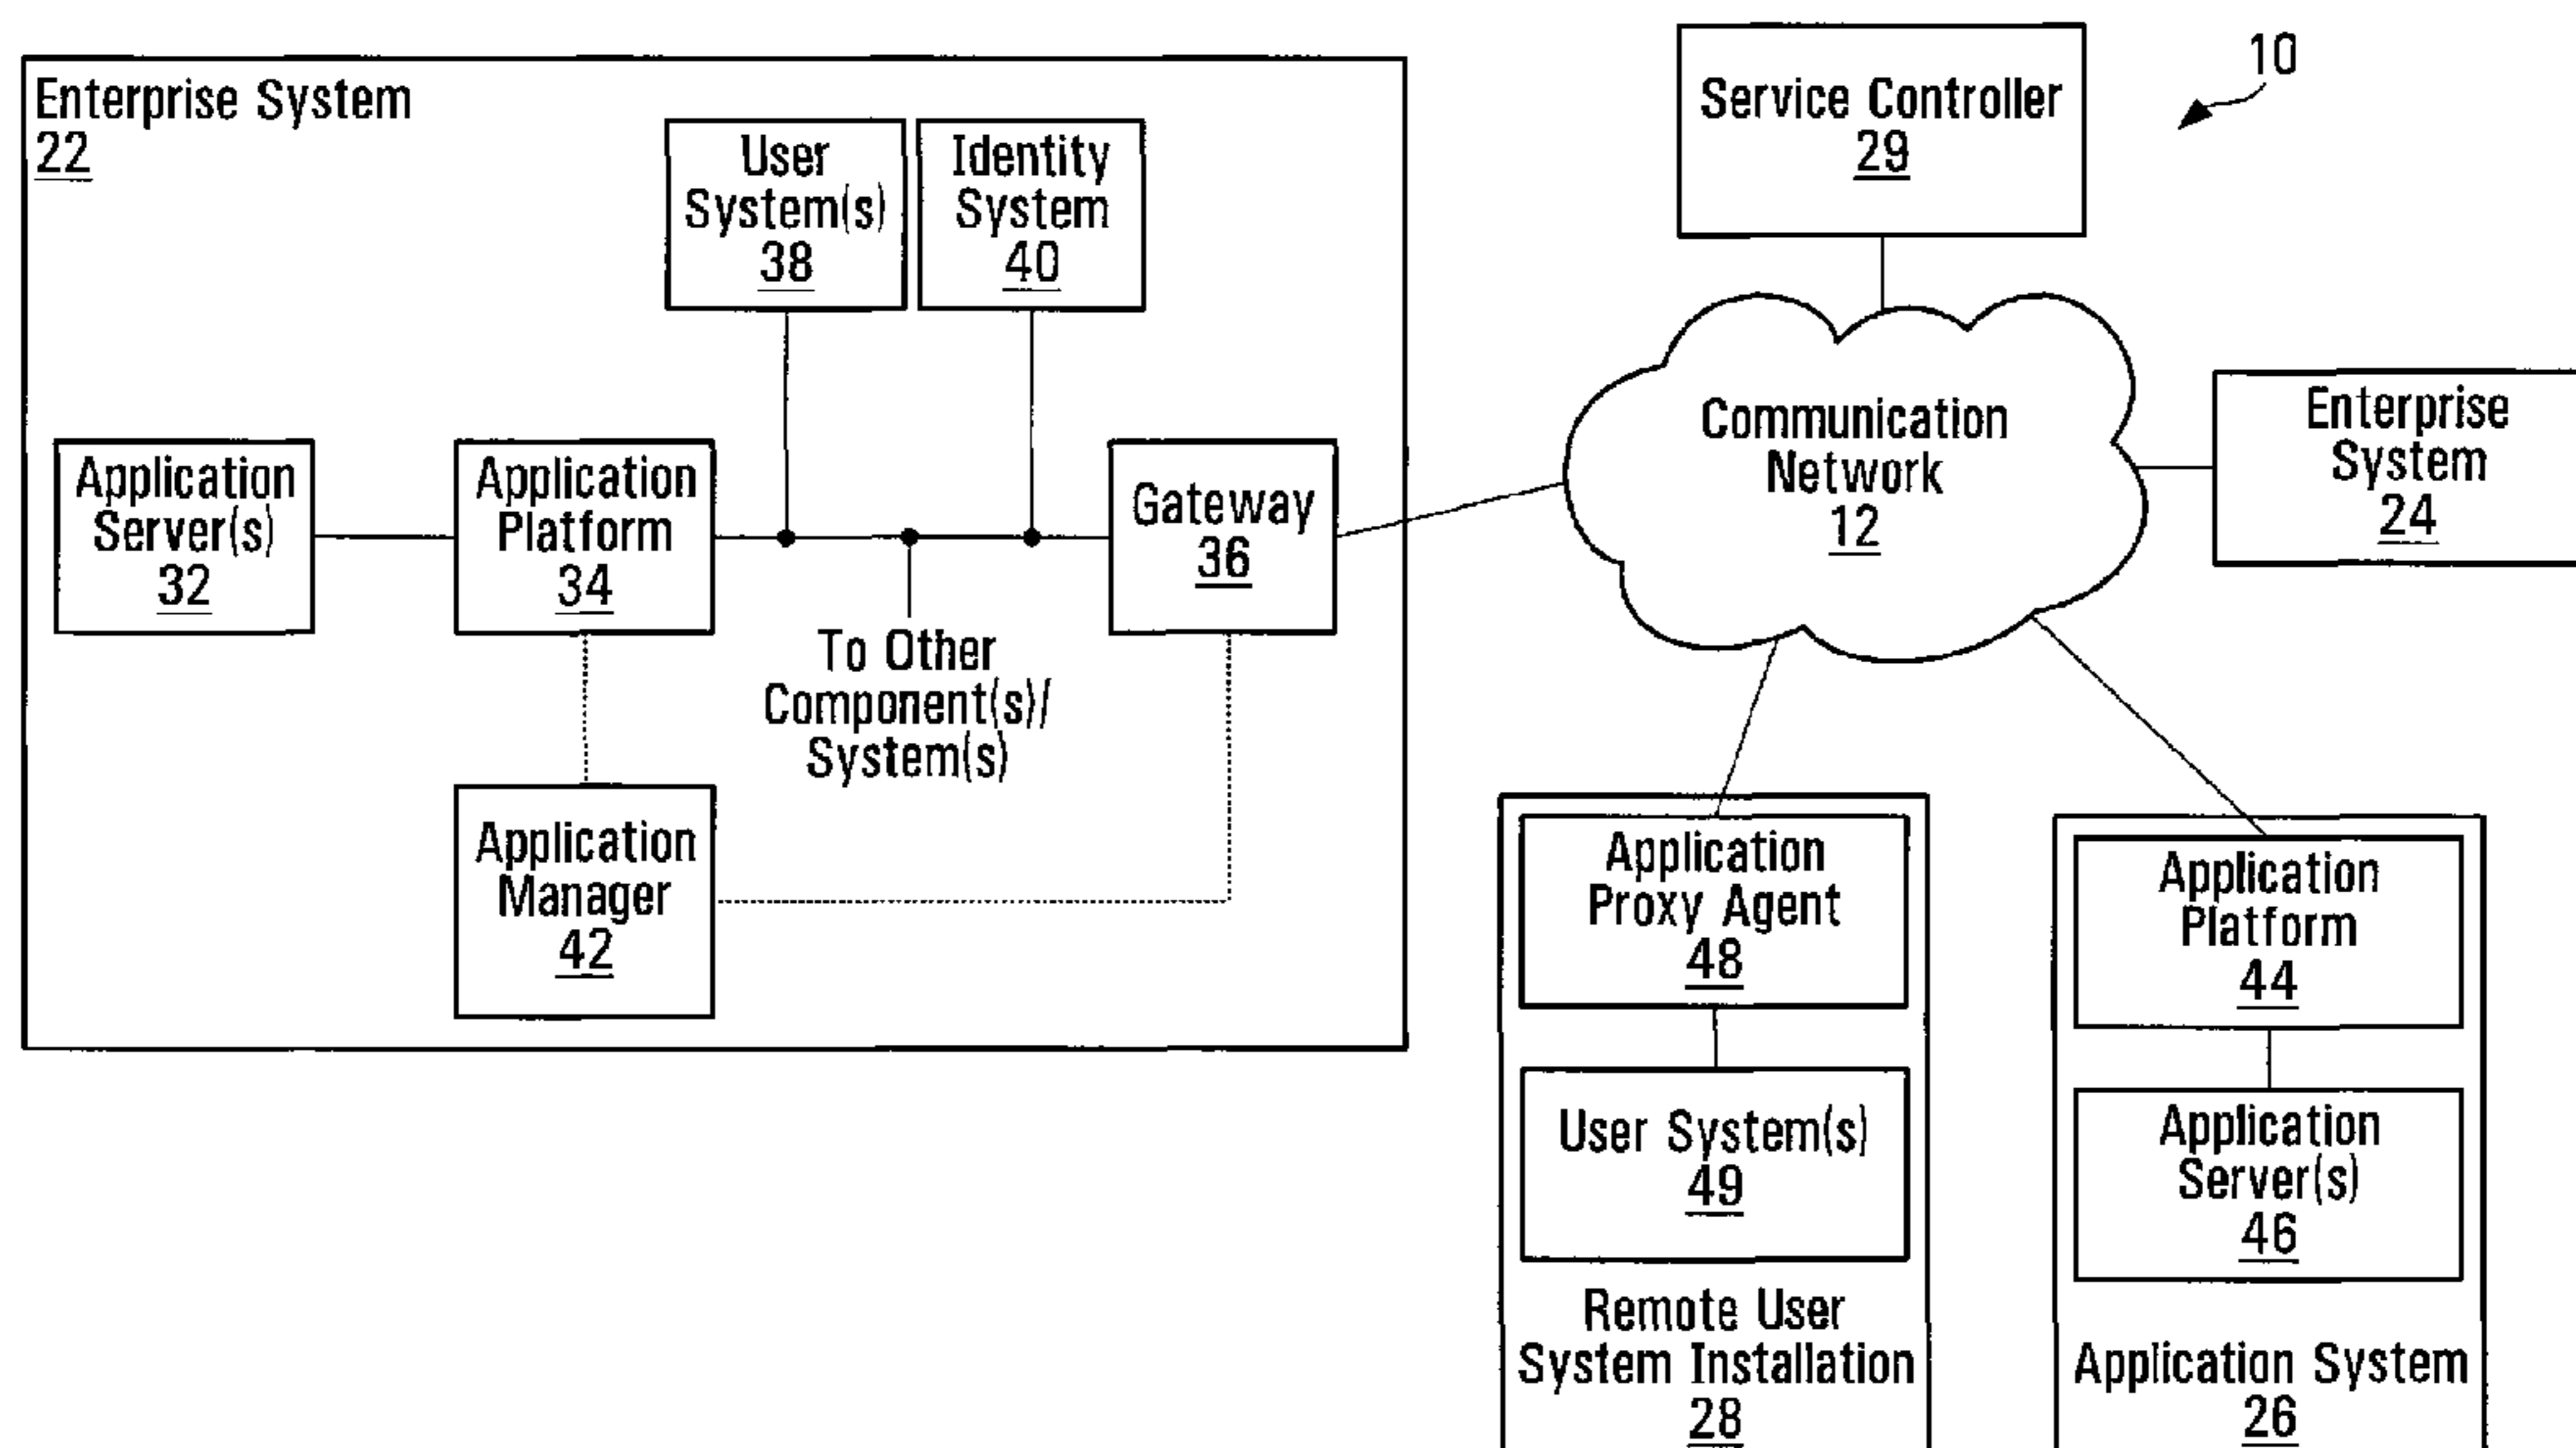 Enterprise System
22
User
System(s)
38
Identity
System
40
Application
Server(s)
32
Application
Platform
34
Gateway
36
To Other
Component(s)/
System(s)
Application
Manager
42
Service Controller
29
10
Communication
Network
12
Enterprise
System
24
Application
Proxy Agent
48
User System(s)
49
Remote User
System Installation
28
Application
Platform
44
Application
Server(s)
46
Application System
26